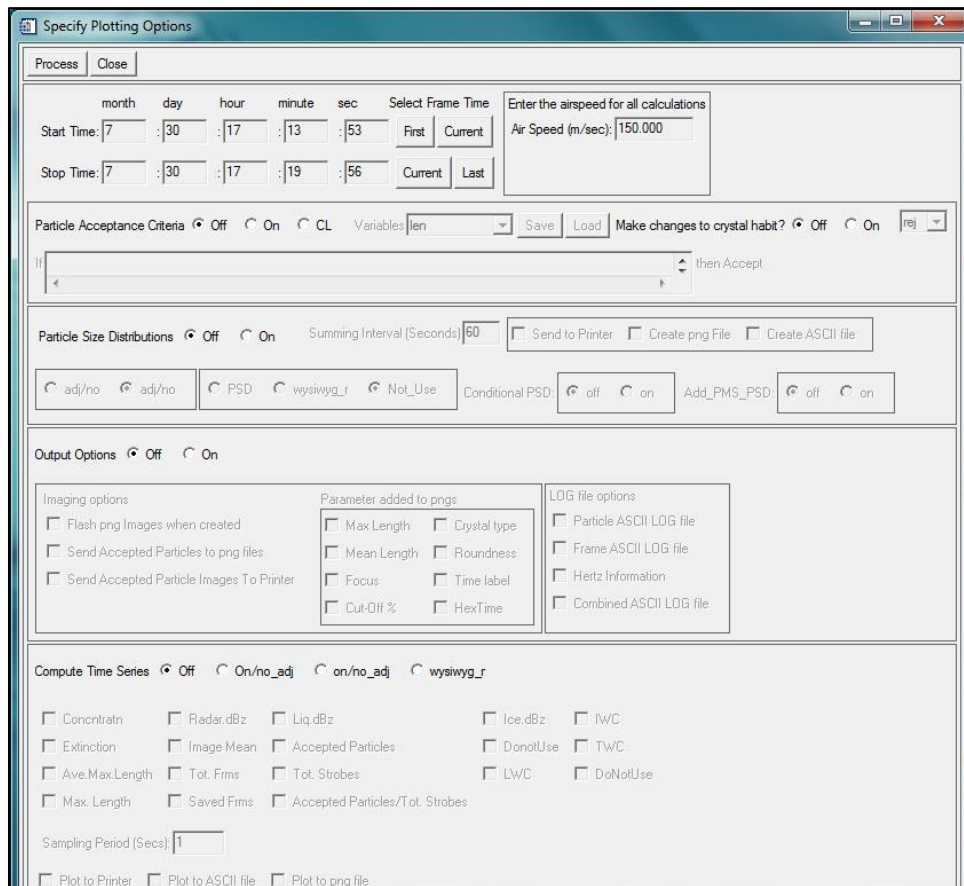 Specify Plotting Options
Process Close
month day hour minute sec Select Frame Time
Start Time: 7 : 30 : 17 : 13 : 53 First Current
Stop Time: 7 : 30 : 17 : 19 : 56 Current Last
Enter the airspeed for all calculations
Air Speed (m/sec): 150.000
Particle Acceptance Criteria Off On CL Variables len Save Load Make changes to crystal habit? Off On rej
If then Accept
Particle Size Distributions Off On Summing Interval (Seconds) 60 Send to Printer Create png File Create ASCII file
adj/no adj/no PSD wysiwyg_r Not_Use Conditional PSD: off on Add_PMS_PSD: off on
Output Options Off On
Imaging options
Flash png Images when created
Send Accepted Particles to png files
Send Accepted Particle Images To Printer
Parameter added to pngs
Max Length Crystal type
Mean Length Roundness
Focus Time label
Cut-Off % HexTime
LOG file options
Particle ASCII LOG file
Frame ASCII LOG file
Hertz Information
Combined ASCII LOG file
Compute Time Series Off On/no_adj on/no_adj wysiwyg_r
Concntratn Radar.dBz Liq.dBz Ice.dBz IWC
Extinction Image Mean Accepted Particles DonotUse TWC
Ave.Max.Length Tot. Frms Tot. Strobes LWC DoNotUse
Max. Length Saved Frms Accepted Particles/Tot. Strobes
Sampling Period (Secs): 1
Plot to Printer Plot to ASCII file Plot to png file